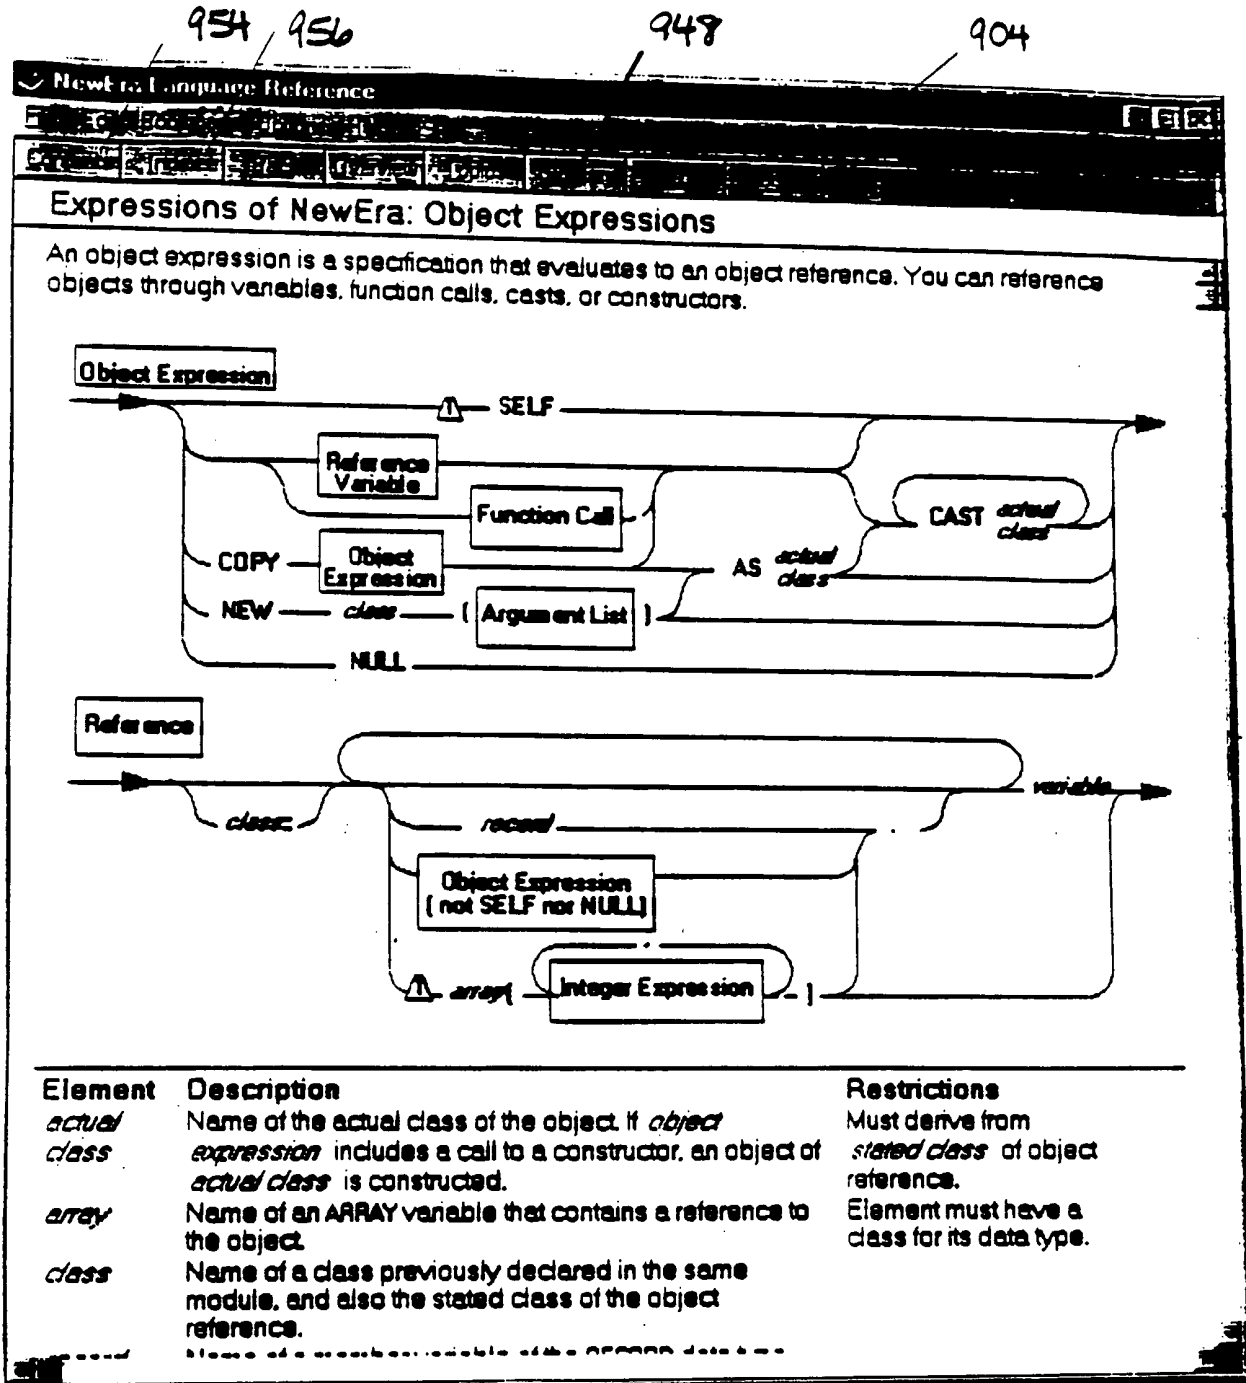 954 956 948 904
NewEra Language Reference
Expressions of NewEra: Object Expressions
An object expression is a specification that evaluates to an object reference. You can reference
objects through variables, function calls, casts, or constructors.
Object Expression
SELF
Reference
Variable
Function Call
CAST actual
class
COPY Object
Expression
AS actual
class
NEW class ( Argument List )
NULL
Reference
class:
variable
record .
Object Expression
( not SELF nor NULL)
,
array[ Integer Expression ]
Element Description Restrictions
actual Name of the actual class of the object. If object Must derive from
class expression includes a call to a constructor, an object of stated class of object
actual class is constructed. reference.
array Name of an ARRAY variable that contains a reference to Element must have a
the object. class for its data type.
class Name of a class previously declared in the same
module, and also the stated class of the object
reference.